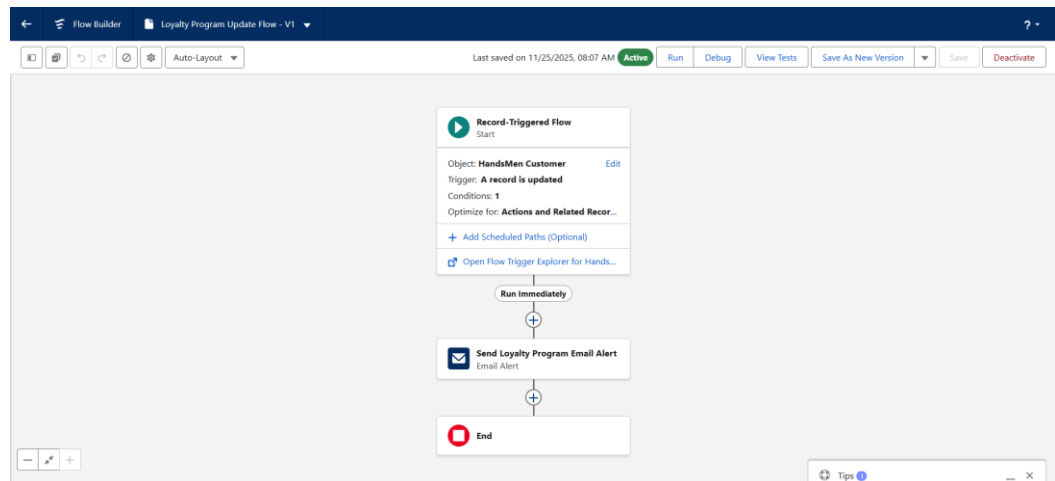 Flow Builder
Loyalty Program Update Flow - V1
?
Auto-Layout
Last saved on 11/25/2025, 08:07 AM
Active
Run
Debug
View Tests
Save As New Version
Save
Deactivate
Record-Triggered Flow
Start
Object: HandsMen Customer
Edit
Trigger: A record is updated
Conditions: 1
Optimize for: Actions and Related Recor...
+ Add Scheduled Paths (Optional)
Open Flow Trigger Explorer for Hands...
Run Immediately
Send Loyalty Program Email Alert
Email Alert
End
Tips 1